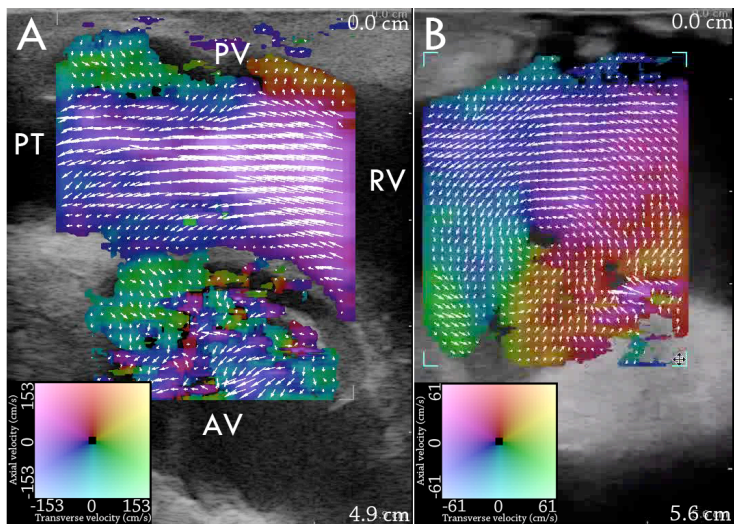 A
0.0 cm
PV
PT
AV
153
0
-153
Axial velocity (cm/s)
-153 0 153
Transverse velocity (cm/s)
4.9 cm
B
0.0 cm
RV
61
0
-61
Axial velocity (cm/s)
-61 0 61
Transverse velocity (cm/s)
5.6 cm